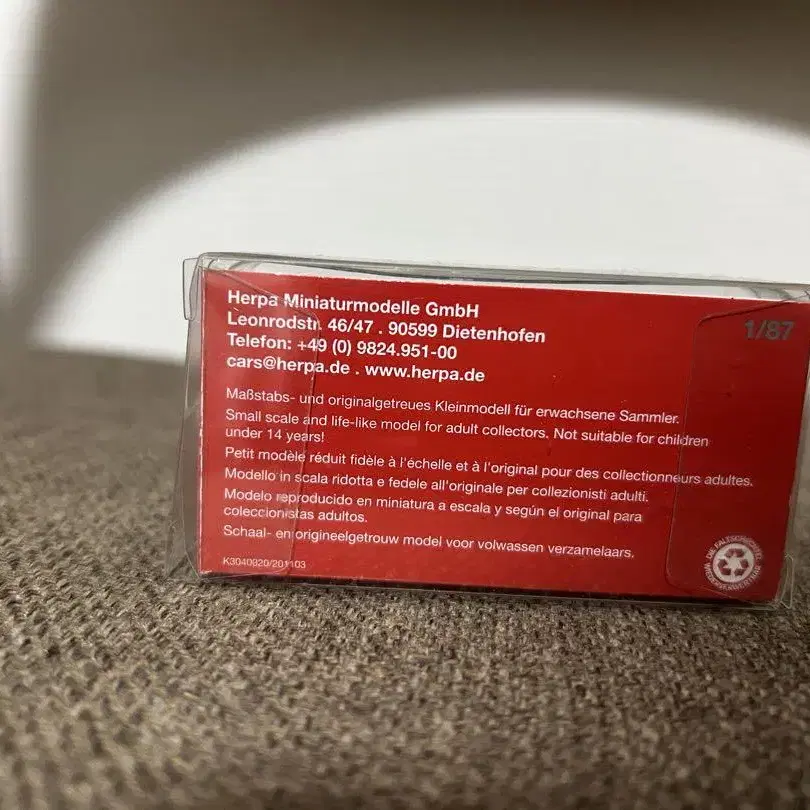 Herpa Miniaturmodelle GmbH
Leonrodstr. 46/47 . 90599 Dietenhofen
Telefon: +49 (0) 9824.951-00
cars@herpa.de . www.herpa.de
1/87
Maßstabs- und originalgetreues Kleinmodell für erwachsene Sammler.
Small scale and life-like model for adult collectors. Not suitable for children
under 14 years!
Petit modèle réduit fidèle à l'échelle et à l'original pour des collectionneurs adultes.
Modello in scala ridotta e fedele all'originale per collezionisti adulti.
Modelo reproducido en miniatura a escala y según el original para
coleccionistas adultos.
Schaal- en origineelgetrouw model voor volwassen verzamelaars.
K3040920/201103
DIE FALTSCHACHTEL
WIEDERVERWERTBAR